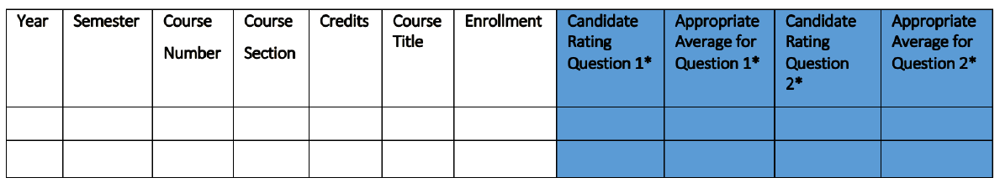 Year
Semester
Course
Number
Course
Section
Credits
Course
Title
Enrollment
Candidate
Rating
Question 1*
Appropriate
Average for
Question 1*
Candidate
Rating
Question
2*
Appropriate
Average for
Question 2*